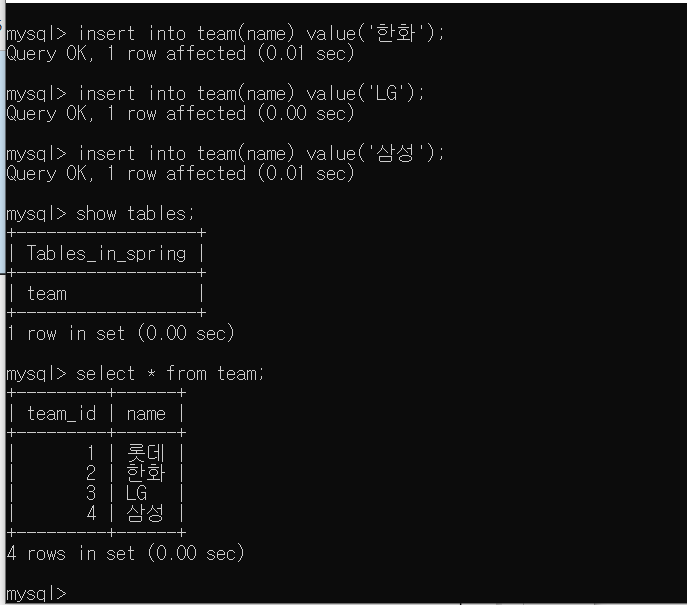 mysql> insert into team(name) value('한화');
Query OK, 1 row affected (0.01 sec)
mysql> insert into team(name) value('LG');
Query OK, 1 row affected (0.00 sec)
mysql> insert into team(name) value('삼성');
Query OK, 1 row affected (0.01 sec)
mysql> show tables;
+------------------+
| Tables_in_spring |
+------------------+
| team             |
+------------------+
1 row in set (0.00 sec)
mysql> select * from team;
+---------+------+
| team_id | name |
+---------+------+
|       1 | 롯데 |
|       2 | 한화 |
|       3 | LG   |
|       4 | 삼성 |
+---------+------+
4 rows in set (0.00 sec)
mysql>